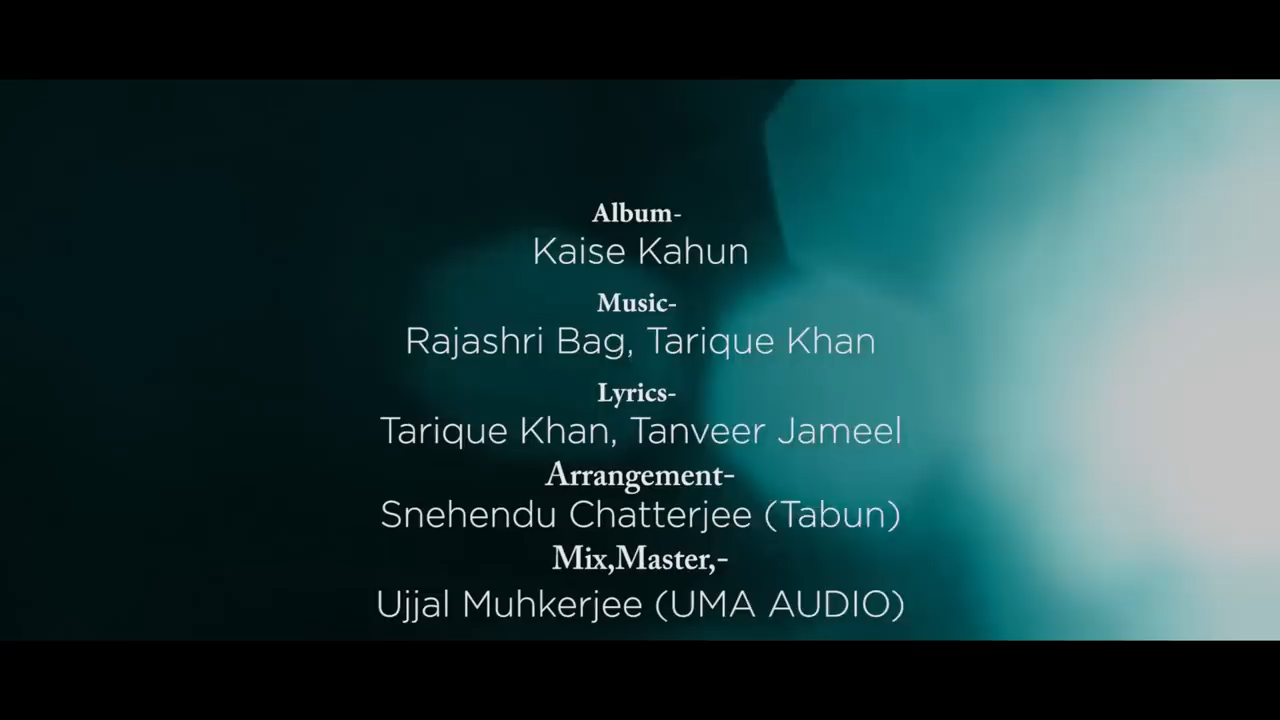 Album-
Kaise Kahun
Music-
Rajashri Bag, Tarique Khan
Lyrics-
Tarique Khan, Tanveer Jameel
Arrangement-
Snehendu Chatterjee (Tabun)
Mix,Master,-
Ujjal Muhkerjee (UMA AUDIO)